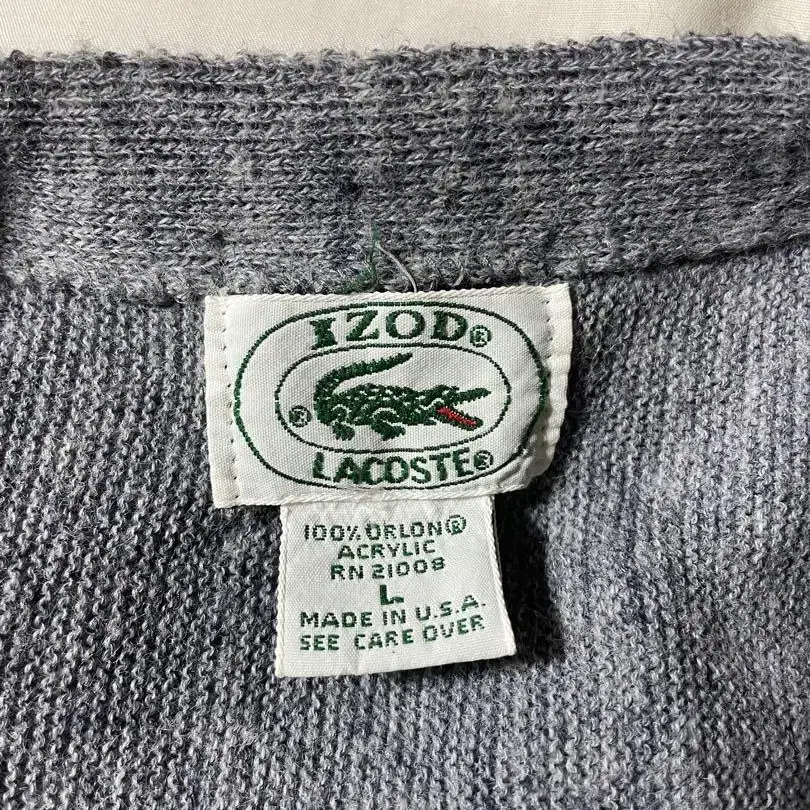 IZOD®
®
LACOSTE®
100% ORLON®
ACRYLIC
RN 21008
L
MADE IN U.S.A.
SEE CARE OVER